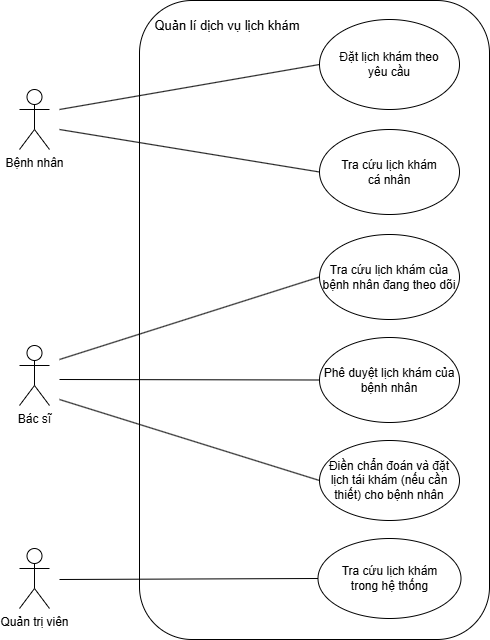 Quản lí dịch vụ lịch khám
Đặt lịch khám theo
yêu cầu
Bệnh nhân
Tra cứu lịch khám
cá nhân
Tra cứu lịch khám của
bệnh nhân đang theo dõi
Phê duyệt lịch khám của
bệnh nhân
Bác sĩ
Điền chẩn đoán và đặt
lịch tái khám (nếu cần
thiết) cho bệnh nhân
Tra cứu lịch khám
trong hệ thống
Quản trị viên